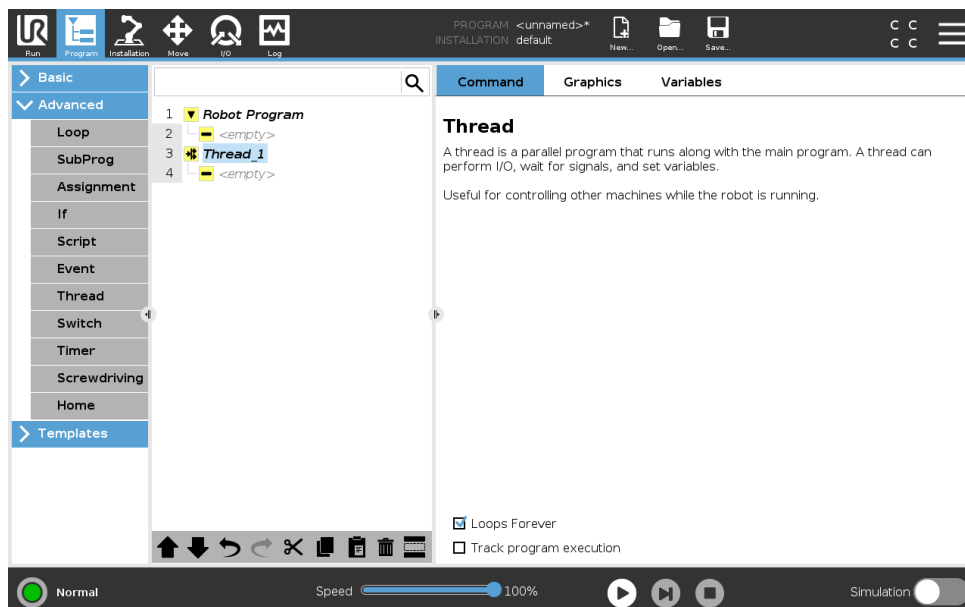 PROGRAM <unnamed>*
INSTALLATION default
UR
Run
Program
Installation
Move
I/O
Log
New...
Open...
Save...
C C
C C
Basic
Advanced
Loop
SubProg
Assignment
If
Script
Event
Thread
Switch
Timer
Screwdriving
Home
Templates
1 Robot Program
2 <empty>
3 Thread_1
4 <empty>
Command Graphics Variables
Thread
A thread is a parallel program that runs along with the main program. A thread can
perform I/O, wait for signals, and set variables.
Useful for controlling other machines while the robot is running.
Loops Forever
Track program execution
Normal
Speed 100%
Simulation